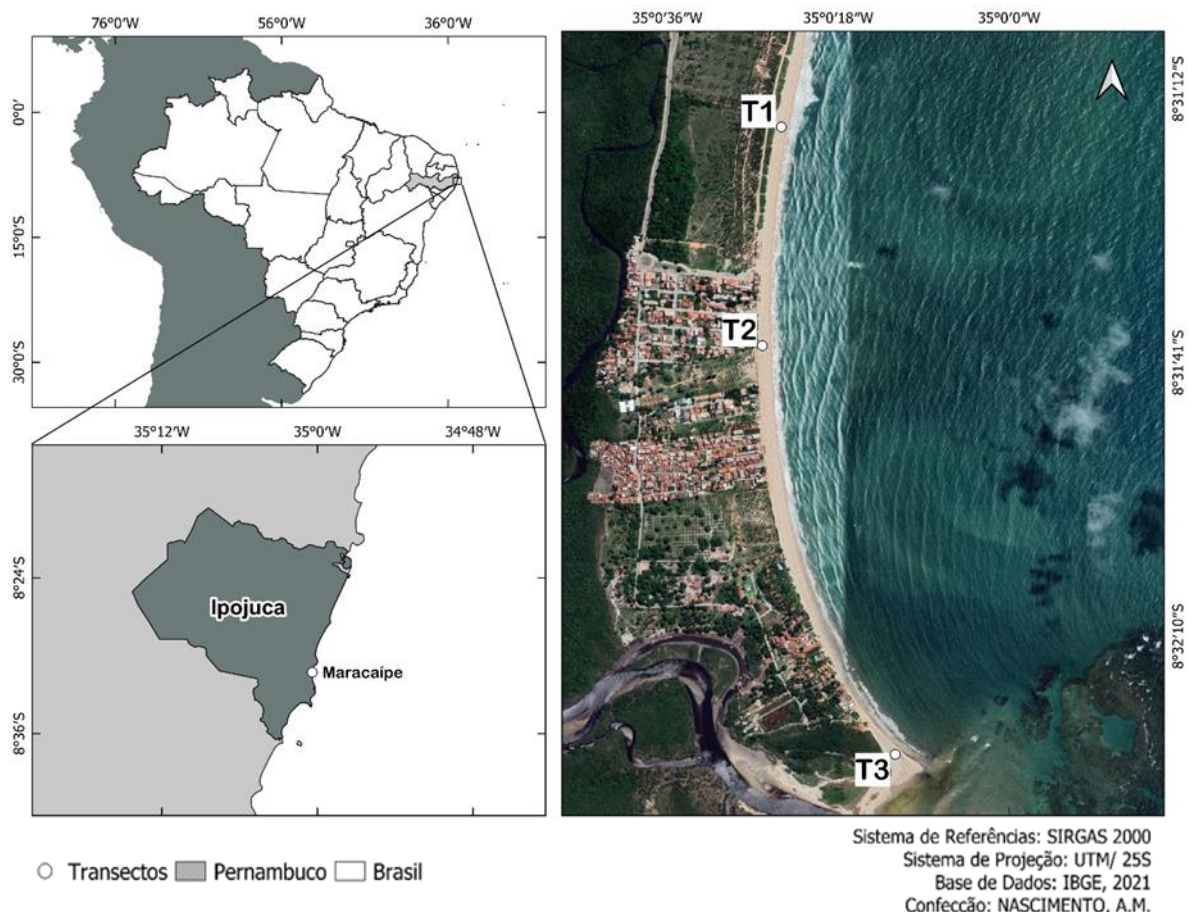 76°0'W 56°0'W 36°0'W
0°0'
15°0'S
30°0'S
35°12'W 35°0'W 34°48'W
8°24'S
8°36'S
Ipojuca
Maracaípe
35°0'36"W 35°0'18"W 35°0'0"W
8°31'12"S
8°31'41"S
8°32'10"S
T1
T2
T3
Transectos Pernambuco Brasil
Sistema de Referências: SIRGAS 2000
Sistema de Projeção: UTM/ 25S
Base de Dados: IBGE, 2021
Confecção: NASCIMENTO, A.M.